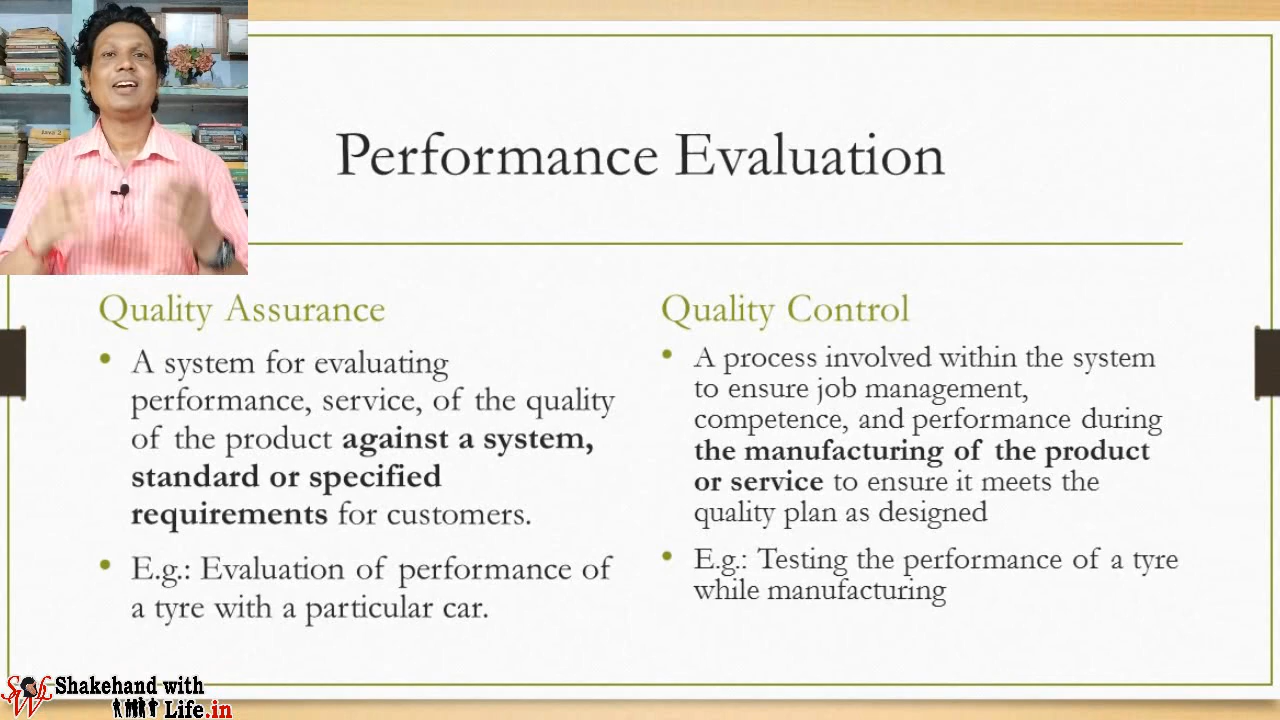 Performance Evaluation
Quality Assurance
• A system for evaluating
performance, service, of the quality
of the product against a system,
standard or specified
requirements for customers.
• E.g.: Evaluation of performance of
a tyre with a particular car.
Quality Control
• A process involved within the system
to ensure job management,
competence, and performance during
the manufacturing of the product
or service to ensure it meets the
quality plan as designed
• E.g.: Testing the performance of a tyre
while manufacturing
Shakehand with
Life.in